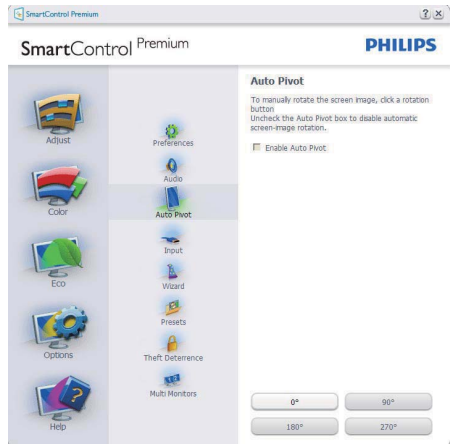 SmartControl Premium
SmartControl Premium
PHILIPS
Adjust
Color
Eco
Options
Help
Preferences
Audio
Auto Pivot
Input
Wizard
Presets
Theft Deterrence
Multi Monitors
Auto Pivot
To manually rotate the screen image, click a rotation
button
Uncheck the Auto Pivot box to disable automatic
screen-image rotation.
Enable Auto Pivot
0° 90°
180° 270°